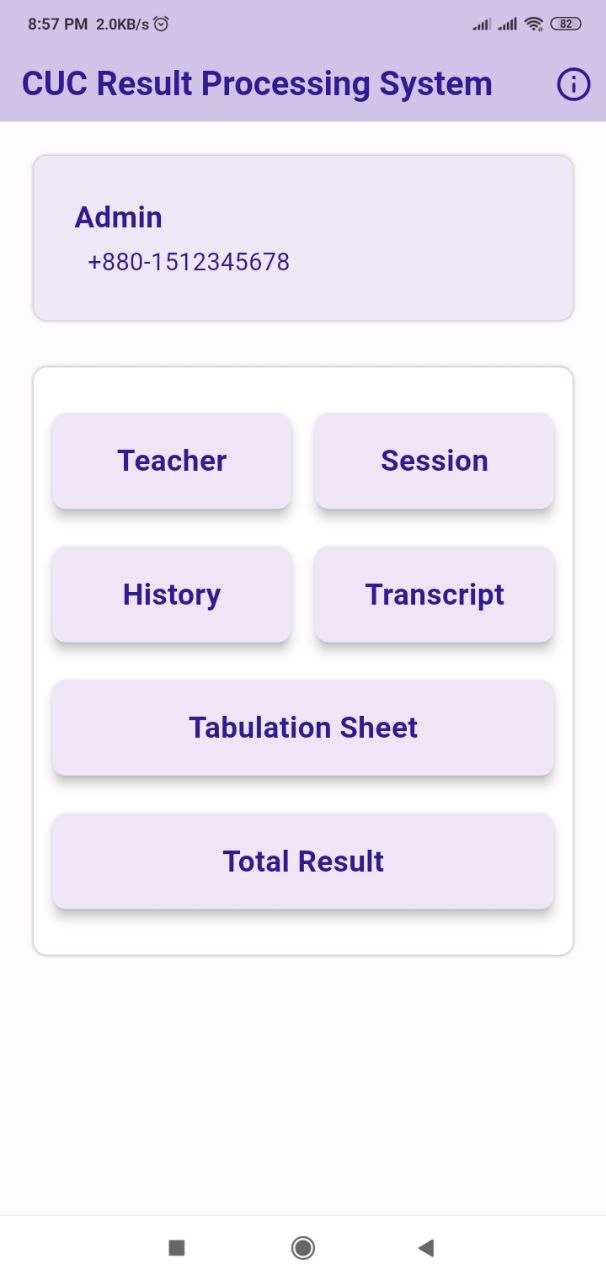 8:57 PM 2.0KB/s
82
CUC Result Processing System
Admin
+880-1512345678
Teacher
Session
History
Transcript
Tabulation Sheet
Total Result